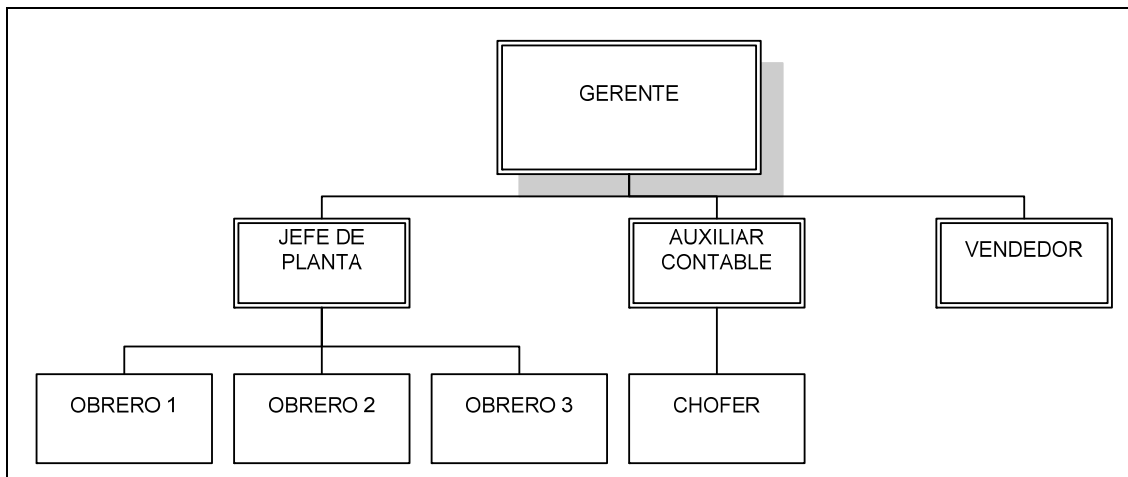 GERENTE
JEFE DE
PLANTA
AUXILIAR
CONTABLE
VENDEDOR
OBRERO 1
OBRERO 2
OBRERO 3
CHOFER